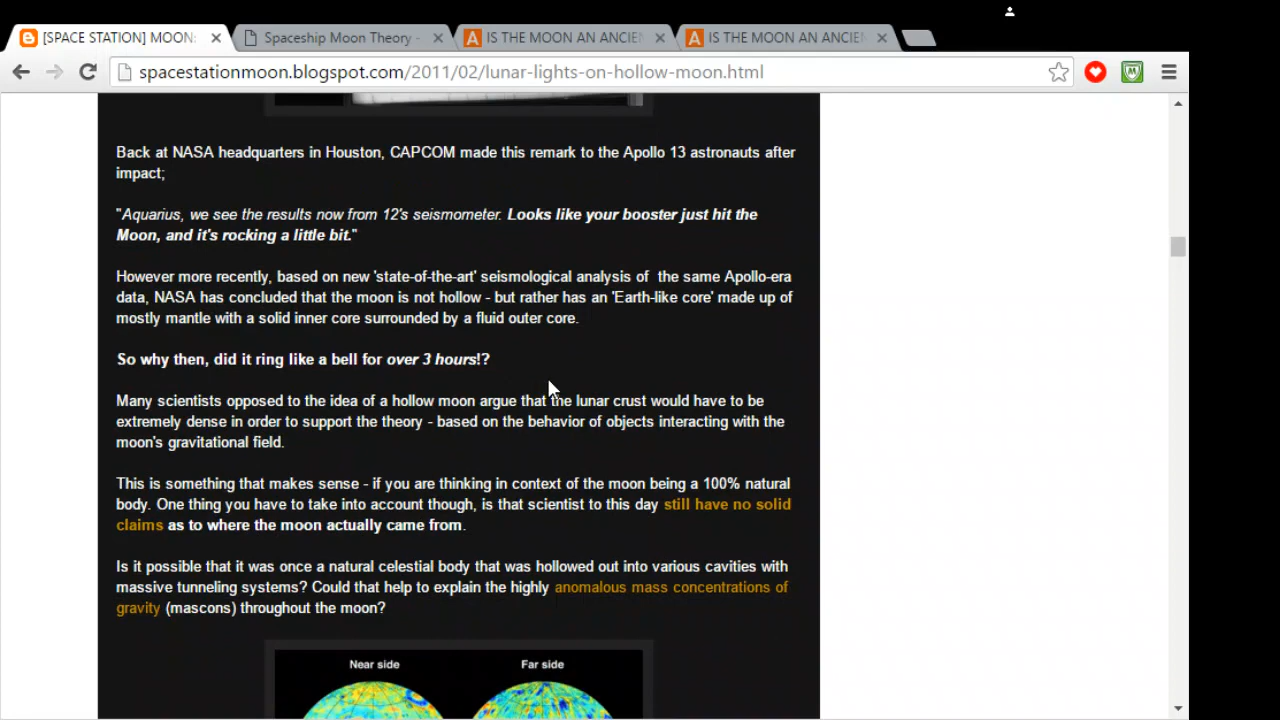 [SPACE STATION] MOON:
Spaceship Moon Theory -
IS THE MOON AN ANCIEN
IS THE MOON AN ANCIEN
spacestationmoon.blogspot.com/2011/02/lunar-lights-on-hollow-moon.html
Back at NASA headquarters in Houston, CAPCOM made this remark to the Apollo 13 astronauts after
impact;
"Aquarius, we see the results now from 12's seismometer. Looks like your booster just hit the
Moon, and it's rocking a little bit."
However more recently, based on new 'state-of-the-art' seismological analysis of the same Apollo-era
data, NASA has concluded that the moon is not hollow - but rather has an 'Earth-like core' made up of
mostly mantle with a solid inner core surrounded by a fluid outer core.
So why then, did it ring like a bell for over 3 hours!?
Many scientists opposed to the idea of a hollow moon argue that the lunar crust would have to be
extremely dense in order to support the theory - based on the behavior of objects interacting with the
moon's gravitational field.
This is something that makes sense - if you are thinking in context of the moon being a 100% natural
body. One thing you have to take into account though, is that scientist to this day still have no solid
claims as to where the moon actually came from.
Is it possible that it was once a natural celestial body that was hollowed out into various cavities with
massive tunneling systems? Could that help to explain the highly anomalous mass concentrations of
gravity (mascons) throughout the moon?
Near side
Far side